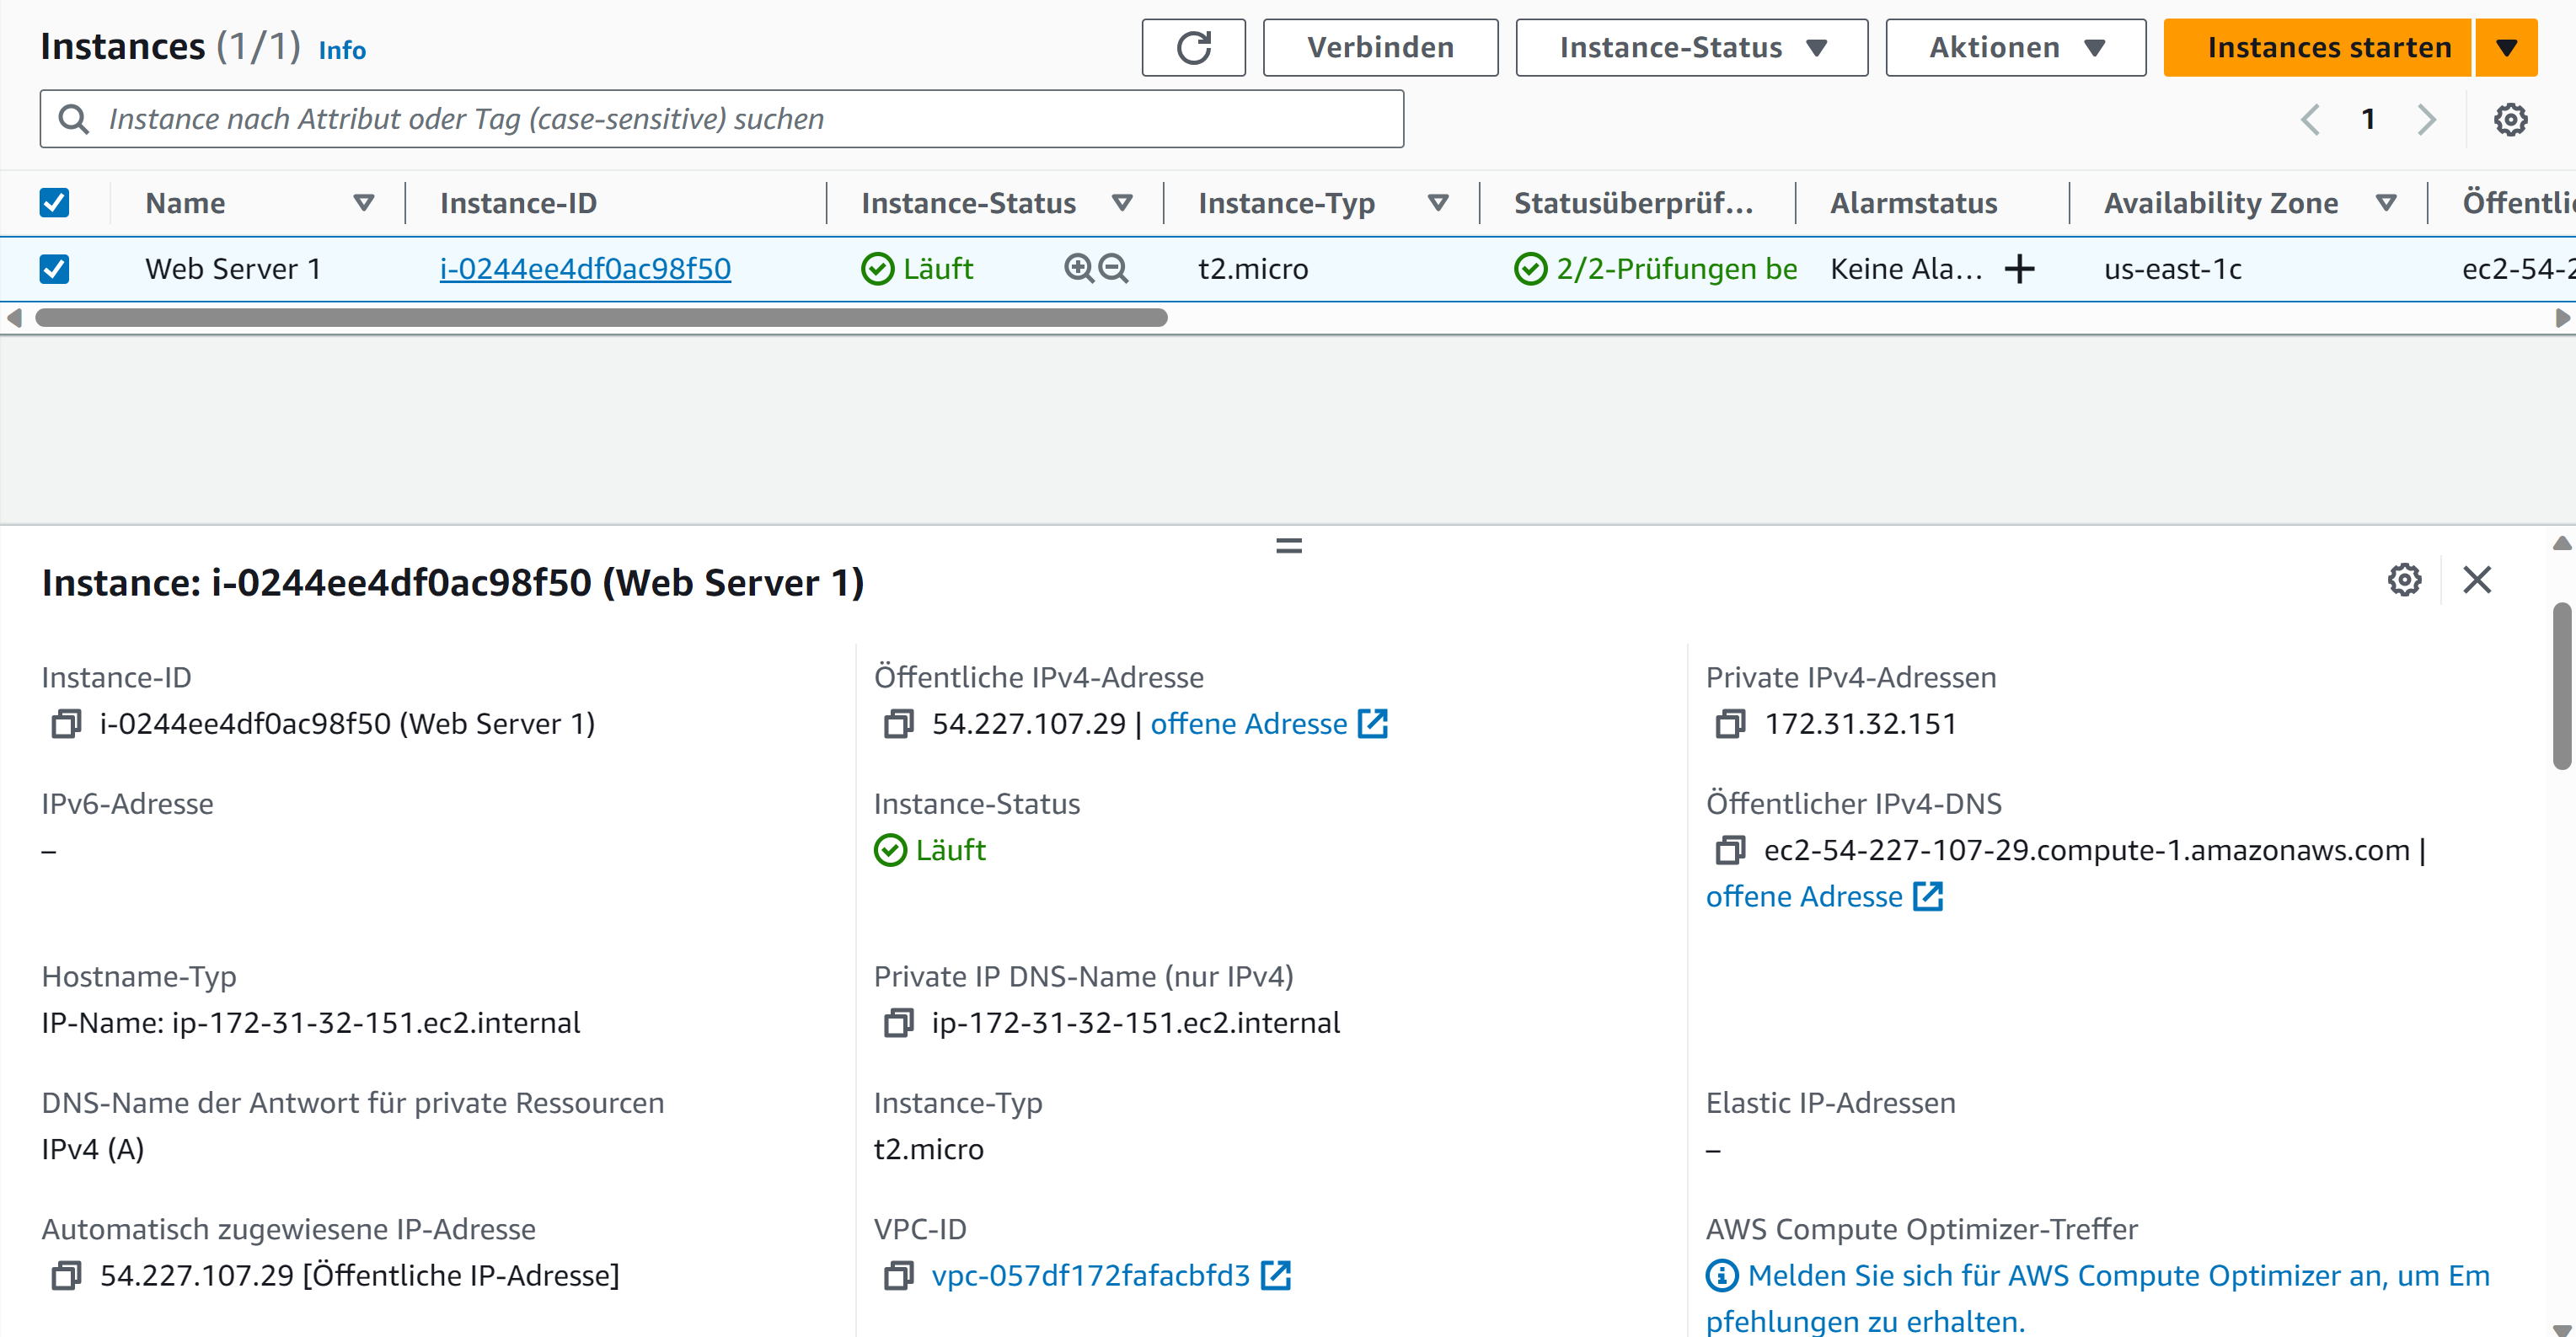 Instances (1/1) Info
Verbinden
Instance-Status
Aktionen
Instances starten
Instance nach Attribut oder Tag (case-sensitive) suchen
1
Name Instance-ID Instance-Status Instance-Typ Statusüberprüf... Alarmstatus Availability Zone Öffentlic
Web Server 1 i-0244ee4df0ac98f50 Läuft t2.micro 2/2-Prüfungen be Keine Ala... us-east-1c ec2-54-2
Instance: i-0244ee4df0ac98f50 (Web Server 1)
Instance-ID
i-0244ee4df0ac98f50 (Web Server 1)
Öffentliche IPv4-Adresse
54.227.107.29 | offene Adresse
Private IPv4-Adressen
172.31.32.151
IPv6-Adresse
–
Instance-Status
Läuft
Öffentlicher IPv4-DNS
ec2-54-227-107-29.compute-1.amazonaws.com |
offene Adresse
Hostname-Typ
IP-Name: ip-172-31-32-151.ec2.internal
Private IP DNS-Name (nur IPv4)
ip-172-31-32-151.ec2.internal
DNS-Name der Antwort für private Ressourcen
IPv4 (A)
Instance-Typ
t2.micro
Elastic IP-Adressen
–
Automatisch zugewiesene IP-Adresse
54.227.107.29 [Öffentliche IP-Adresse]
VPC-ID
vpc-057df172fafacbfd3
AWS Compute Optimizer-Treffer
Melden Sie sich für AWS Compute Optimizer an, um Em
pfehlungen zu erhalten.